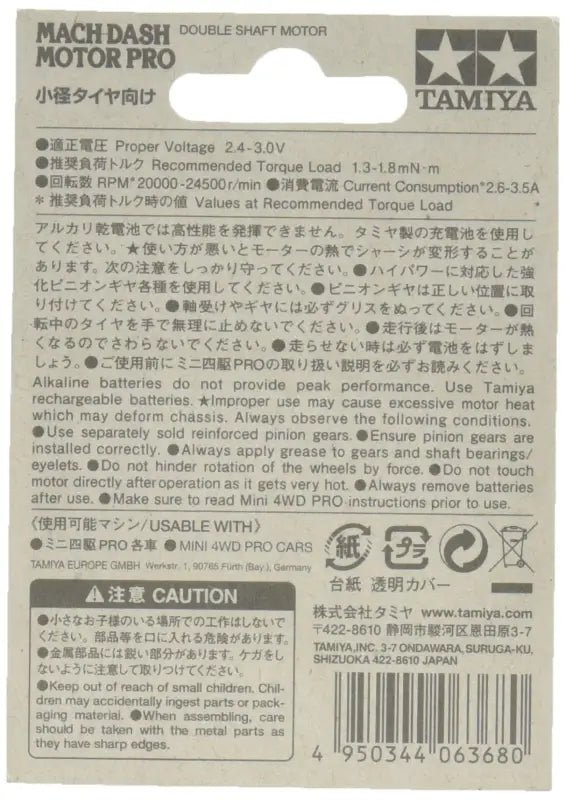 MACH-DASH MOTOR PRO DOUBLE SHAFT MOTOR
小径タイヤ向け
TAMIYA
●適正電圧 Proper Voltage 2.4-3.0V
●推奨負荷トルク Recommended Torque Load 1.3-1.8mN·m
●回転数 RPM*20000-24500r/min ●消費電流 Current Consumption*2.6-3.5A
* 推奨負荷トルク時の値 Values at Recommended Torque Load
アルカリ乾電池では高性能を発揮できません。タミヤ製の充電池を使用し
てください。★使い方が悪いとモーターの熱でシャーシが変形することが
あります。次の注意をしっかり守ってください。●ハイパワーに対応した強
化ピニオンギヤ各種を使用してください。●ピニオンギヤは正しい位置に取
り付けてください。●軸受けやギヤには必ずグリスをぬってください。●回
転中のタイヤを手で無理に止めないでください。●走行後はモーターが熱
くなるのでさわらないでください。●走らせない時は必ず電池をはずしま
しょう。●ご使用前にミニ四駆PROの取り扱い説明を必ずお読みください。
Alkaline batteries do not provide peak performance. Use Tamiya
rechargeable batteries. ★Improper use may cause excessive motor heat
which may deform chassis. Always observe the following conditions.
●Use separately sold reinforced pinion gears. ●Ensure pinion gears are
installed correctly. ●Always apply grease to gears and shaft bearings/
eyelets. ●Do not hinder rotation of the wheels by force. ●Do not touch
motor directly after operation as it gets very hot. ●Always remove batteries
after use. ●Make sure to read Mini 4WD PRO instructions prior to use.
《使用可能マシン/USABLE WITH》
●ミニ四駆PRO各車 ●MINI 4WD PRO CARS
TAMIYA EUROPE GMBH Werkstr. 1, 90765 Fürth (Bay.), Germany
紙 プラ
台紙 透明カバー
注意 CAUTION
●小さなお子様のいる場所での工作はしないで
ください。部品等を口に入れる危険があります。
●金属部品には鋭い部分があります。ケガをし
ないように注意して取りつけてください。
●Keep out of reach of small children. Chil-
dren may accidentally ingest parts or pack-
aging material. ●When assembling, care
should be taken with the metal parts as
they have sharp edges.
株式会社タミヤ www.tamiya.com
〒422-8610 静岡市駿河区恩田原3-7
TAMIYA,INC. 3-7 ONDAWARA, SURUGA-KU,
SHIZUOKA 422-8610 JAPAN
4 950344 063680